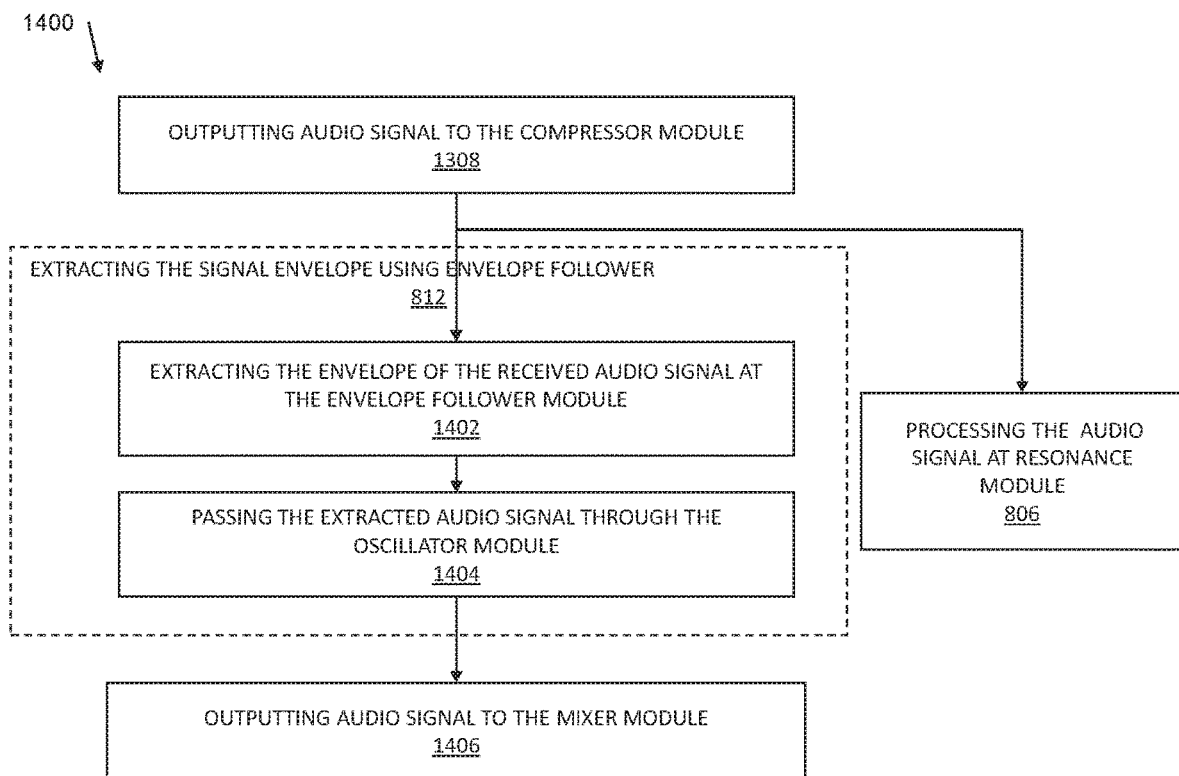 1400
OUTPUTTING AUDIO SIGNAL TO THE COMPRESSOR MODULE
1308
EXTRACTING THE SIGNAL ENVELOPE USING ENVELOPE FOLLOWER
812
EXTRACTING THE ENVELOPE OF THE RECEIVED AUDIO SIGNAL AT
THE ENVELOPE FOLLOWER MODULE
1402
PASSING THE EXTRACTED AUDIO SIGNAL THROUGH THE
OSCILLATOR MODULE
1404
PROCESSING THE AUDIO
SIGNAL AT RESONANCE
MODULE
806
OUTPUTTING AUDIO SIGNAL TO THE MIXER MODULE
1406